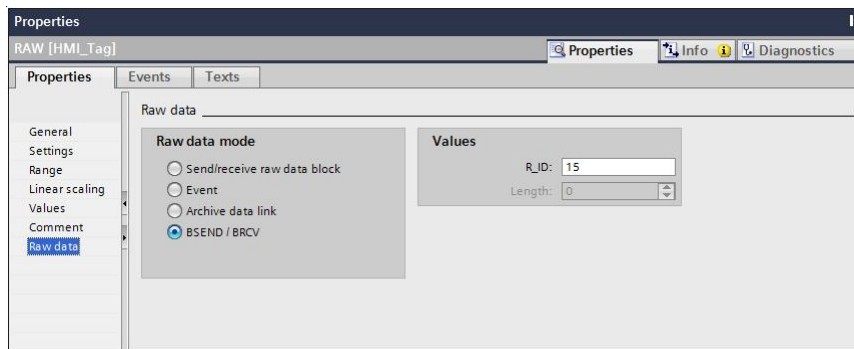 Properties
RAW [HMI_Tag]
Properties Info Diagnostics
Properties Events Texts
Raw data
General
Settings
Range
Linear scaling
Values
Comment
Raw data
Raw data mode
Send/receive raw data block
Event
Archive data link
BSEND / BRCV
Values
R_ID: 15
Length: 0